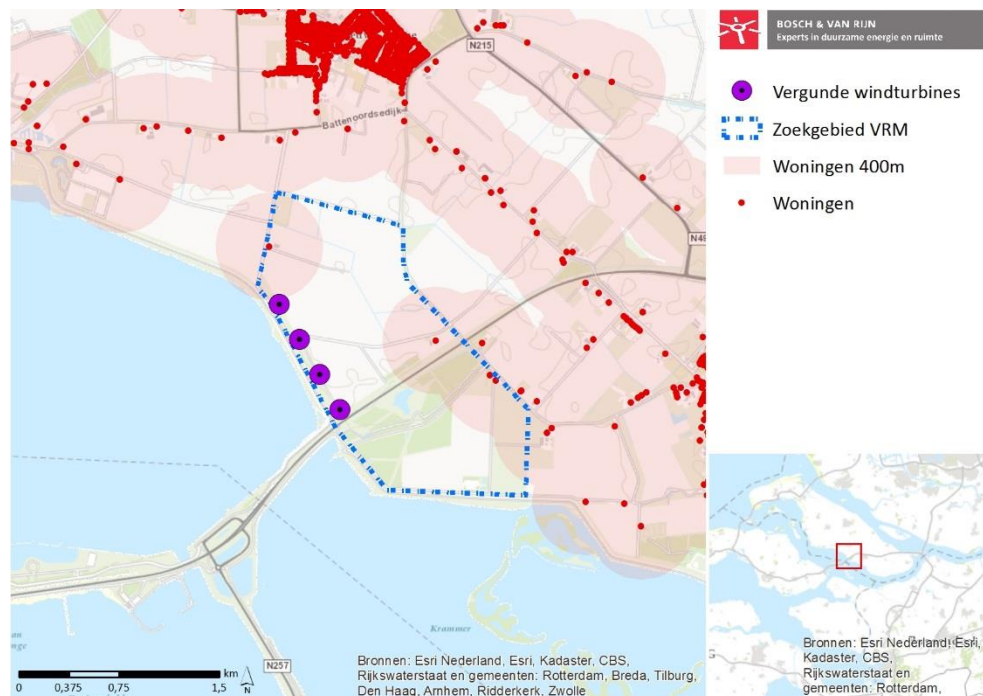 BOSCH & VAN RIJN
Experts in duurzame energie en ruimte
Vergunde windturbines
Zoekgebied VRM
Woningen 400m
Woningen
N215
Battenoordsedijk
N257
Krammer
km
0 0,375 0,75 1,5
N
Bronnen: Esri Nederland, Esri, Kadaster, CBS,
Rijkswaterstaat en gemeenten: Rotterdam, Breda, Tilburg,
Den Haag, Arnhem, Ridderkerk, Zwolle
Bronnen: Esri Nederland, Esri,
Kadaster, CBS,
Rijkswaterstaat en
gemeenten: Rotterdam,